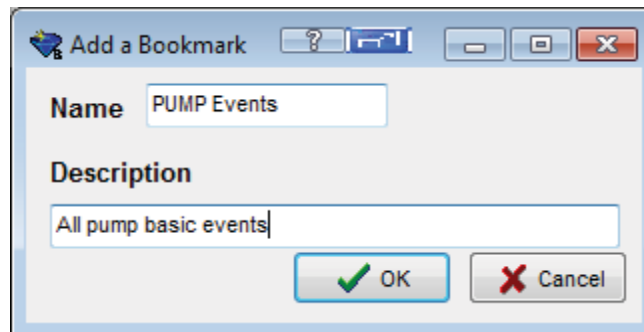 Add a Bookmark ?
Name PUMP Events
Description
All pump basic events
OK Cancel